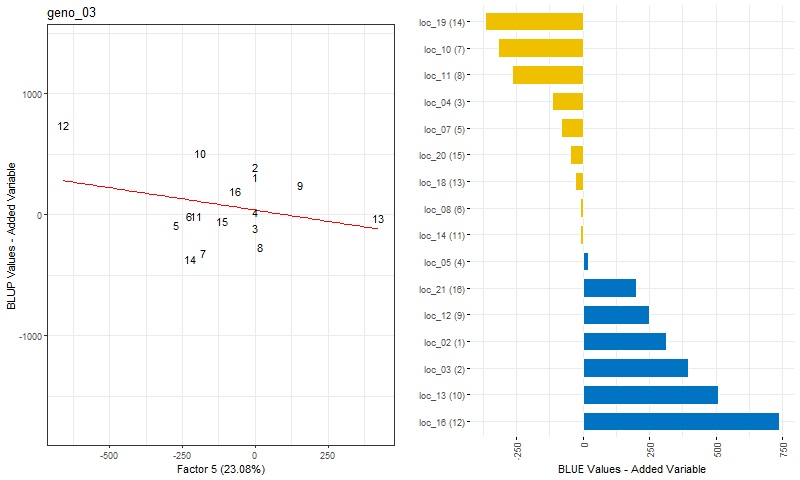 geno_03
BLUP Values - Added Variable
1000
0
-1000
12
10
2
1
9
16
4
13
6
11
5
15
3
8
7
14
-500
-250
0
250
Factor 5 (23.08%)
loc_19 (14)
loc_10 (7)
loc_11 (8)
loc_04 (3)
loc_07 (5)
loc_20 (15)
loc_18 (13)
loc_08 (6)
loc_14 (11)
loc_05 (4)
loc_21 (16)
loc_12 (9)
loc_02 (1)
loc_03 (2)
loc_13 (10)
loc_16 (12)
-250
0
250
500
750
BLUE Values - Added Variable